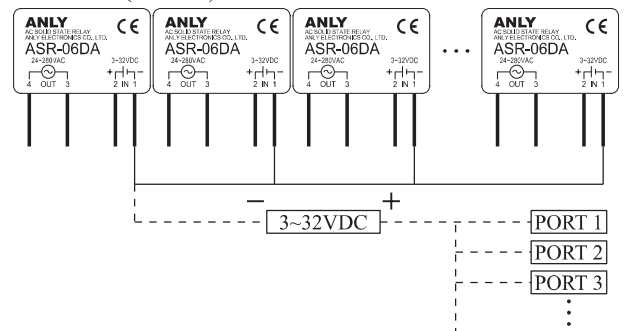 ANLY CE
AC SOLID STATE RELAY
ANLY ELECTRONICS CO., LTD.
ASR-06DA
24~280VAC 3~32VDC
+ −
4 OUT 3 2 IN 1
ANLY CE
AC SOLID STATE RELAY
ANLY ELECTRONICS CO., LTD.
ASR-06DA
24~280VAC 3~32VDC
+ −
4 OUT 3 2 IN 1
ANLY CE
AC SOLID STATE RELAY
ANLY ELECTRONICS CO., LTD.
ASR-06DA
24~280VAC 3~32VDC
+ −
4 OUT 3 2 IN 1
...
ANLY CE
AC SOLID STATE RELAY
ANLY ELECTRONICS CO., LTD.
ASR-06DA
24~280VAC 3~32VDC
+ −
4 OUT 3 2 IN 1
− +
3~32VDC
PORT 1
PORT 2
PORT 3